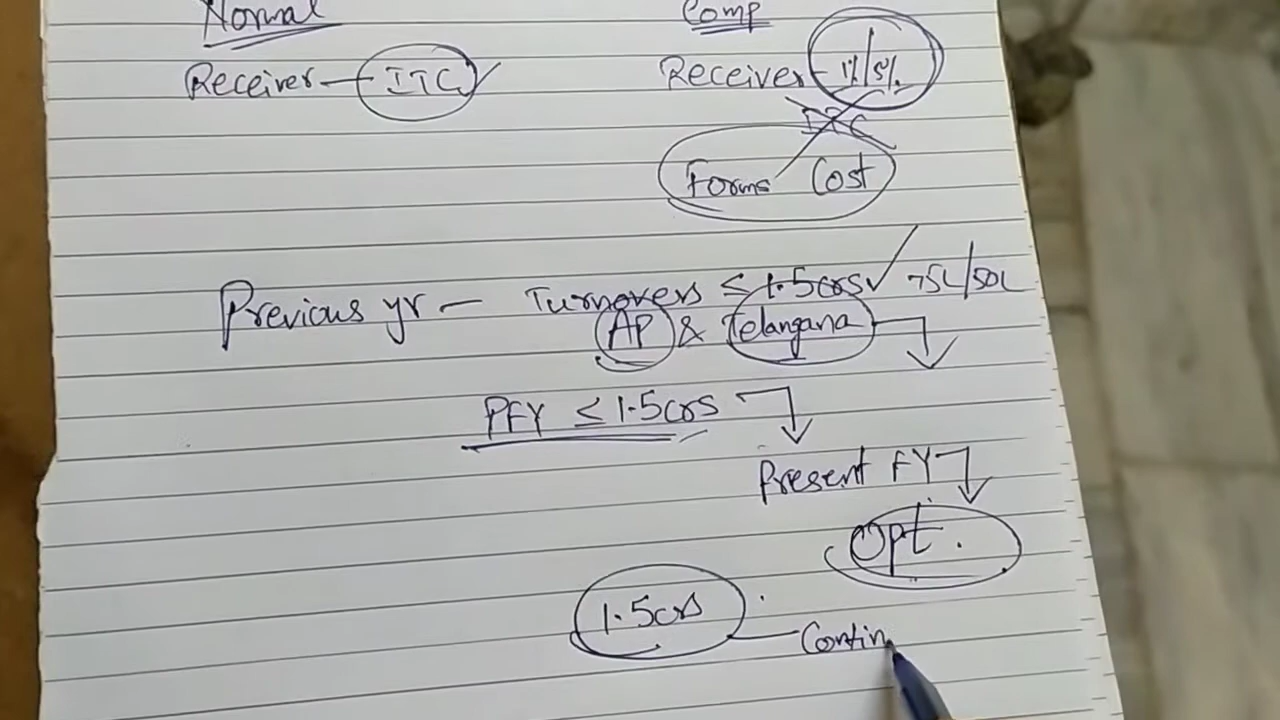 Normal Comp
Receiver – ITC ✓ Receiver – 1%/5%
ITC
Forms Cost
Previous yr – Turnovers ≤ 1.5crs ✓ 75L/50L
AP & Telangana
PFY ≤ 1.5crs
Present FY
Opt.
1.5crs – Contin